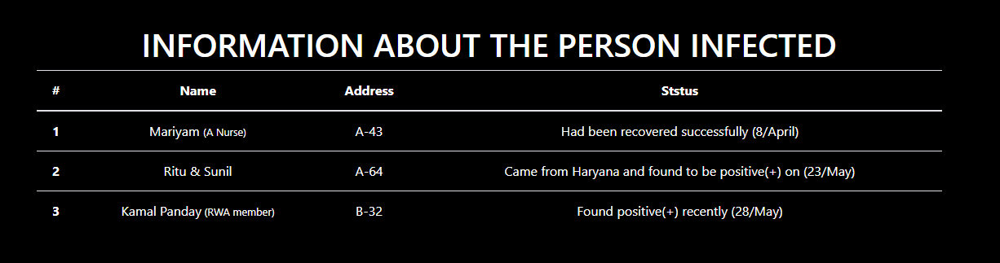 INFORMATION ABOUT THE PERSON INFECTED
# Name Address Ststus
1 Mariyam (A Nurse) A-43 Had been recovered successfully (8/April)
2 Ritu & Sunil A-64 Came from Haryana and found to be positive(+) on (23/May)
3 Kamal Panday (RWA member) B-32 Found positive(+) recently (28/May)